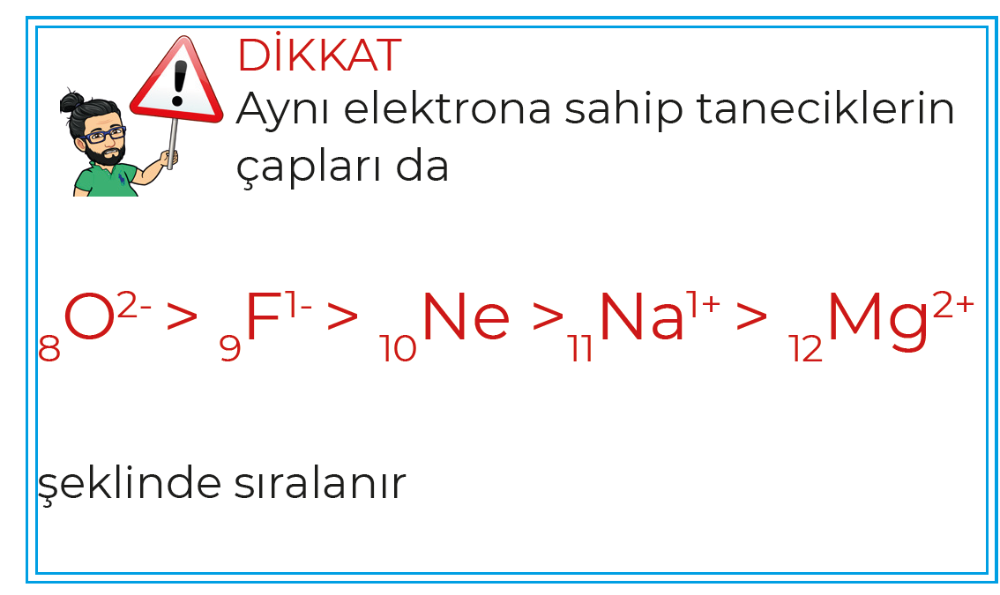 DİKKAT
Aynı elektrona sahip taneciklerin
çapları da
₈O²⁻ > ₉F¹⁻ > ₁₀Ne >₁₁Na¹⁺ > ₁₂Mg²⁺
şeklinde sıralanır